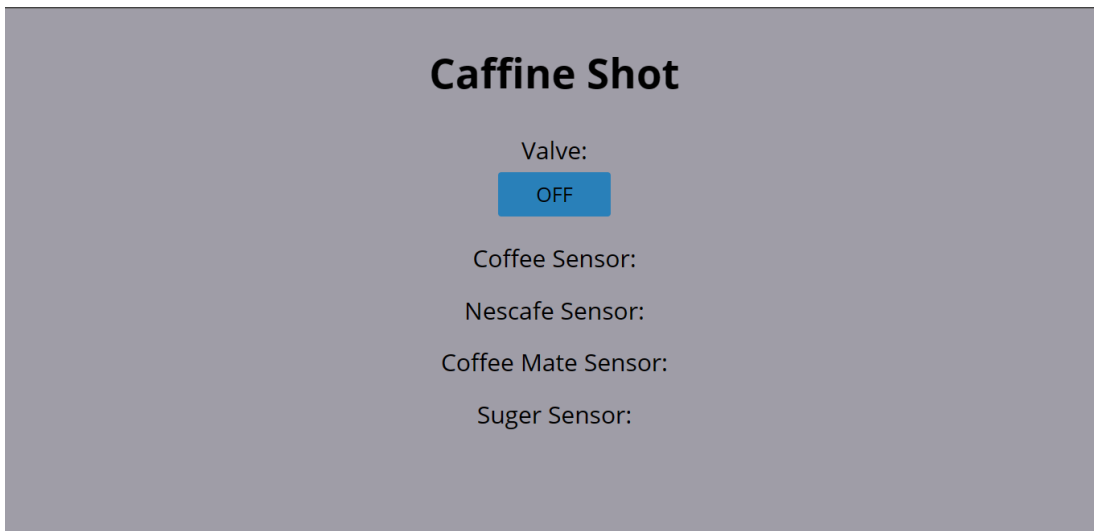 Caffine Shot
Valve:
OFF
Coffee Sensor:
Nescafe Sensor:
Coffee Mate Sensor:
Suger Sensor: